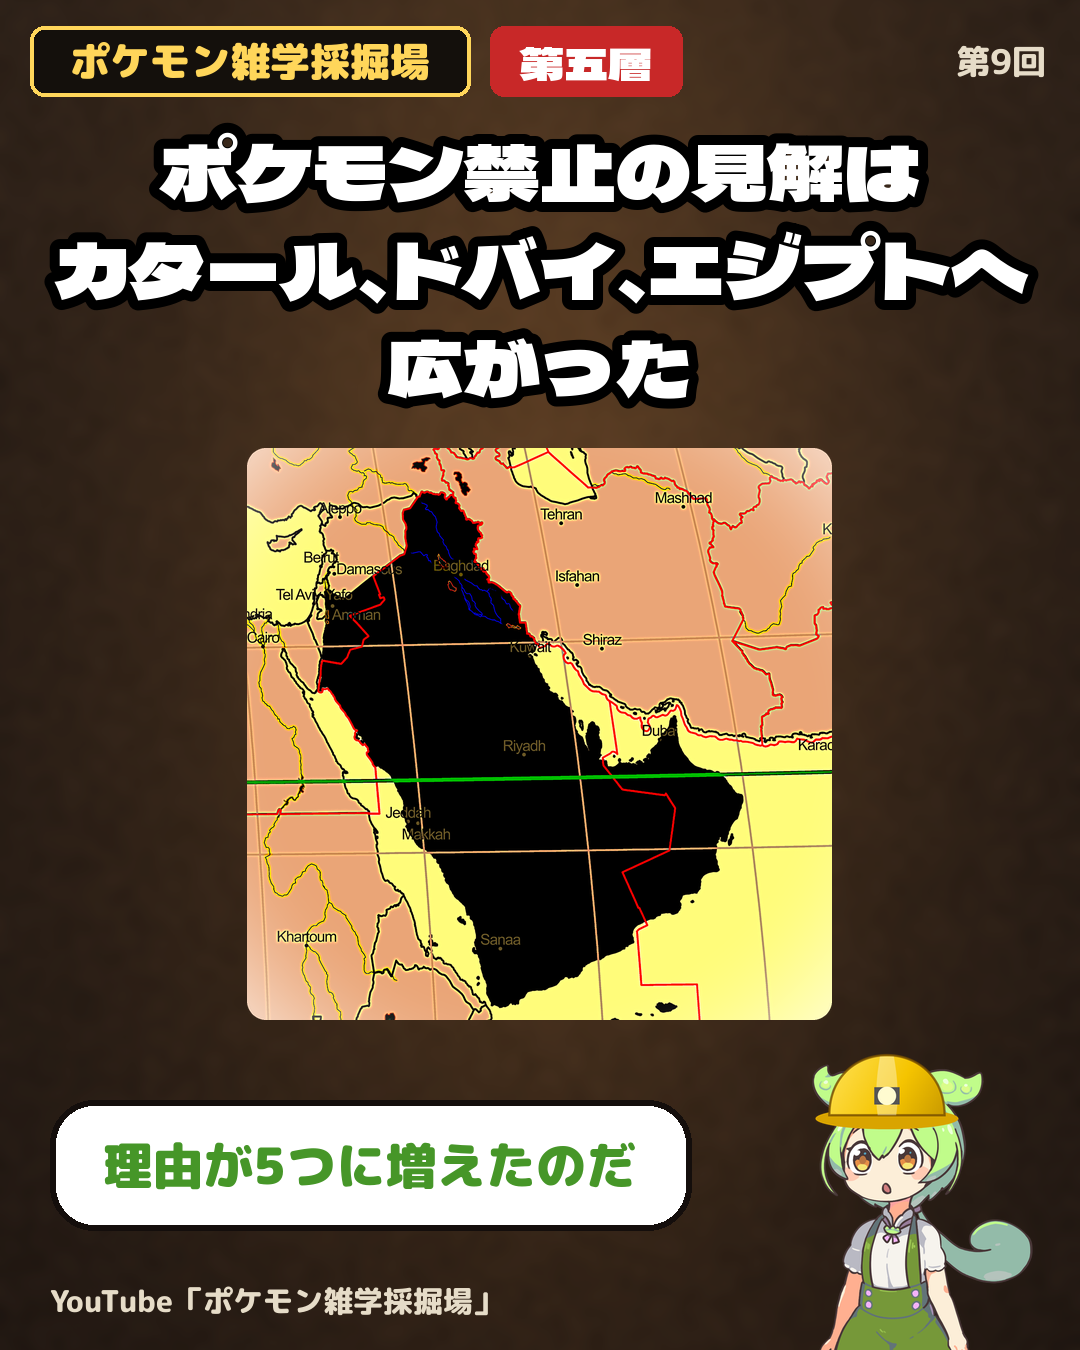 ポケモン雑学採掘場
第五層
第9回
ポケモン禁止の見解は
カタール、ドバイ、エジプトへ
広がった
Mashhad
Aleppo
Tehran
Beirut
Damascus
Baghdad
Isfahan
Tel Aviv-Yafo
Amman
Cairo
Kuwait
Shiraz
Dubai
Riyadh
Jeddah
Makkah
Khartoum
Sanaa
理由が5つに増えたのだ
YouTube「ポケモン雑学採掘場」